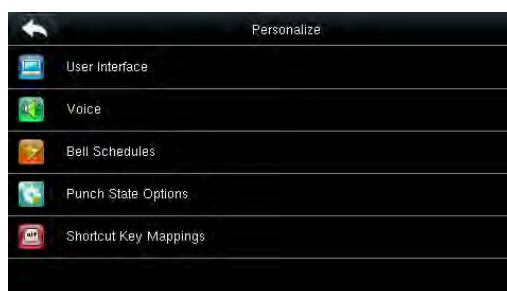 Personalize
User Interface
Voice
Bell Schedules
Punch State Options
Shortcut Key Mappings